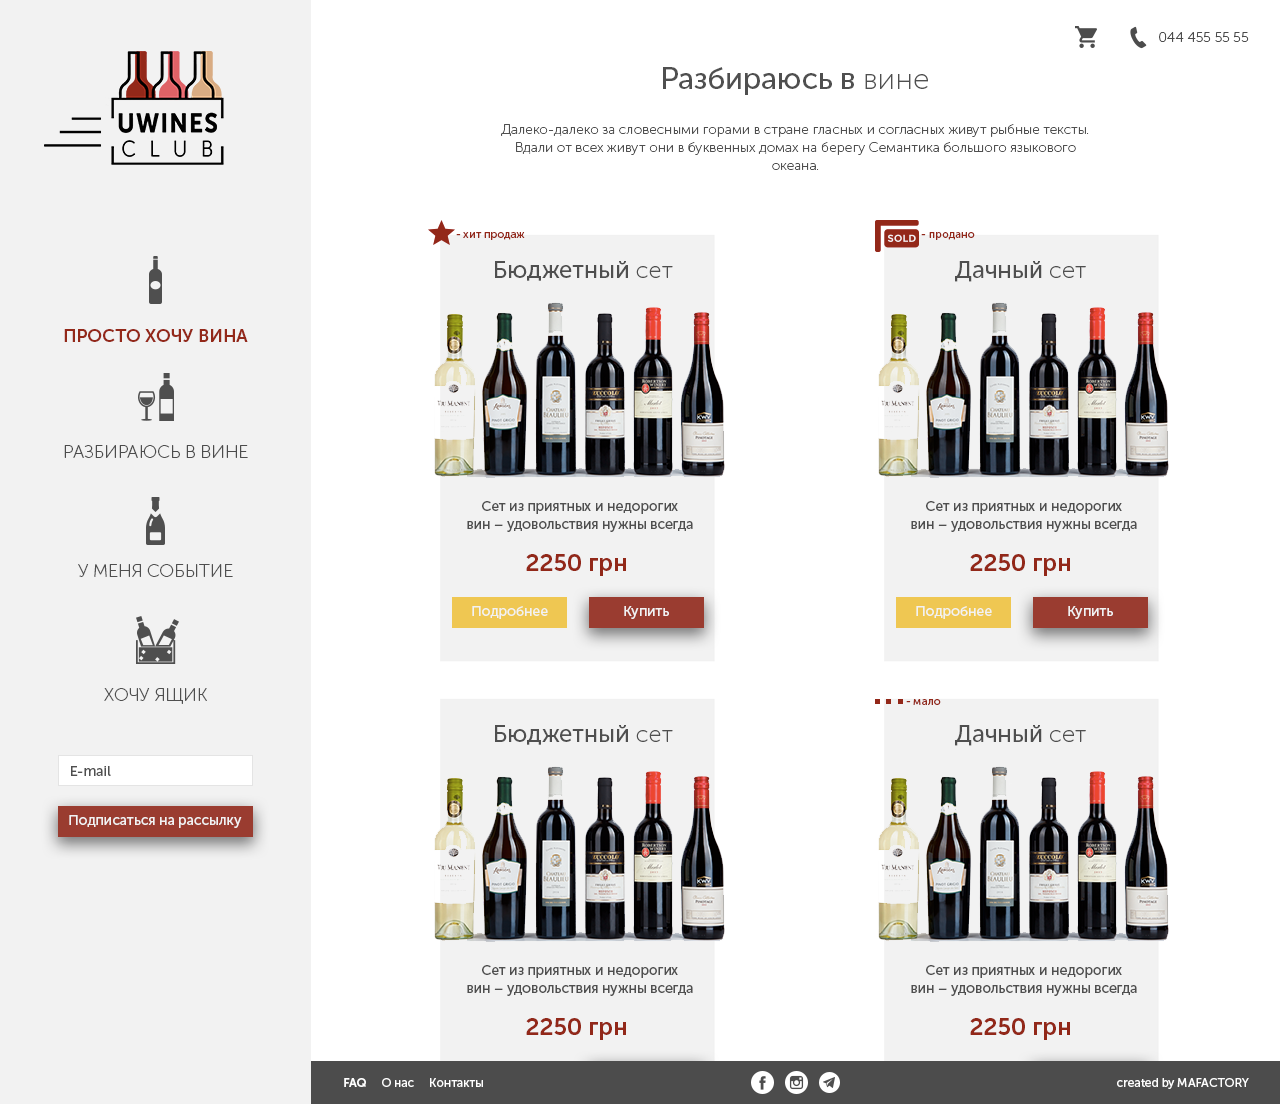 UWINES
CLUB
ПРОСТО ХОЧУ ВИНА
РАЗБИРАЮСЬ В ВИНЕ
У МЕНЯ СОБЫТИЕ
ХОЧУ ЯЩИК
E-mail
Подписаться на рассылку
044 455 55 55
Разбираюсь в вине
Далеко-далеко за словесными горами в стране гласных и согласных живут рыбные тексты.
Вдали от всех живут они в буквенных домах на берегу Семантика большого языкового
океана.
- хит продаж
Бюджетный сет
Сет из приятных и недорогих
вин – удовольствия нужны всегда
2250 грн
Подробнее
Купить
SOLD - продано
Дачный сет
Сет из приятных и недорогих
вин – удовольствия нужны всегда
2250 грн
Подробнее
Купить
Бюджетный сет
Сет из приятных и недорогих
вин – удовольствия нужны всегда
2250 грн
- мало
Дачный сет
Сет из приятных и недорогих
вин – удовольствия нужны всегда
2250 грн
FAQ О нас Контакты
created by MAFACTORY